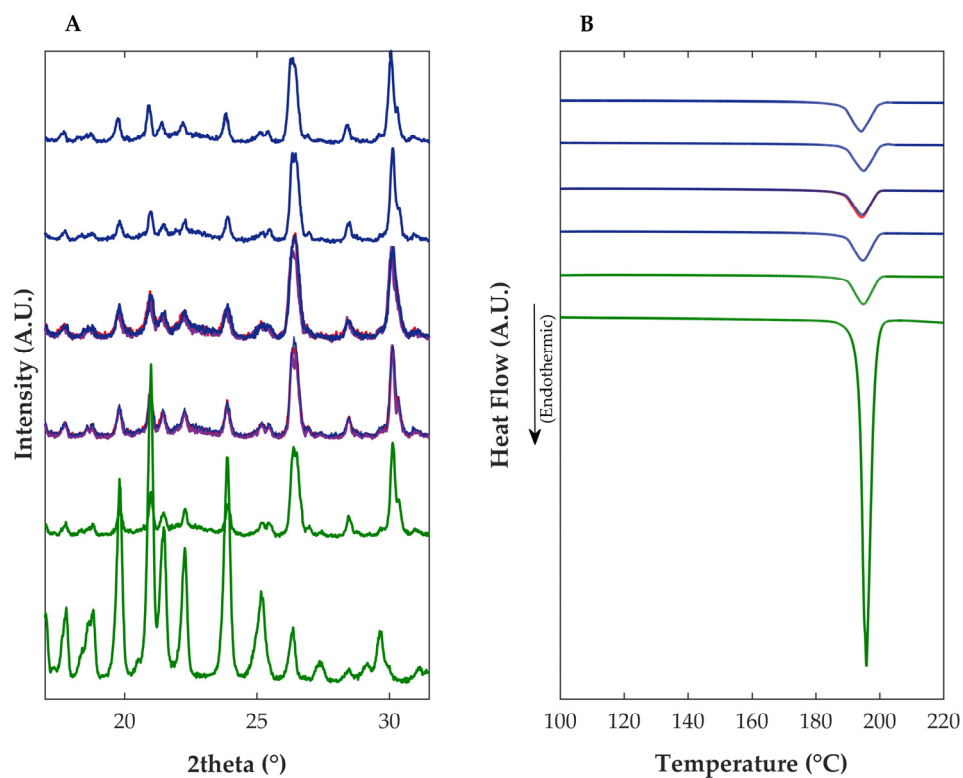 A
B
Intensity (A.U.)
20
25
30
2theta (°)
Heat Flow (A.U.)
(Endothermic)
100
120
140
160
180
200
220
Temperature (°C)